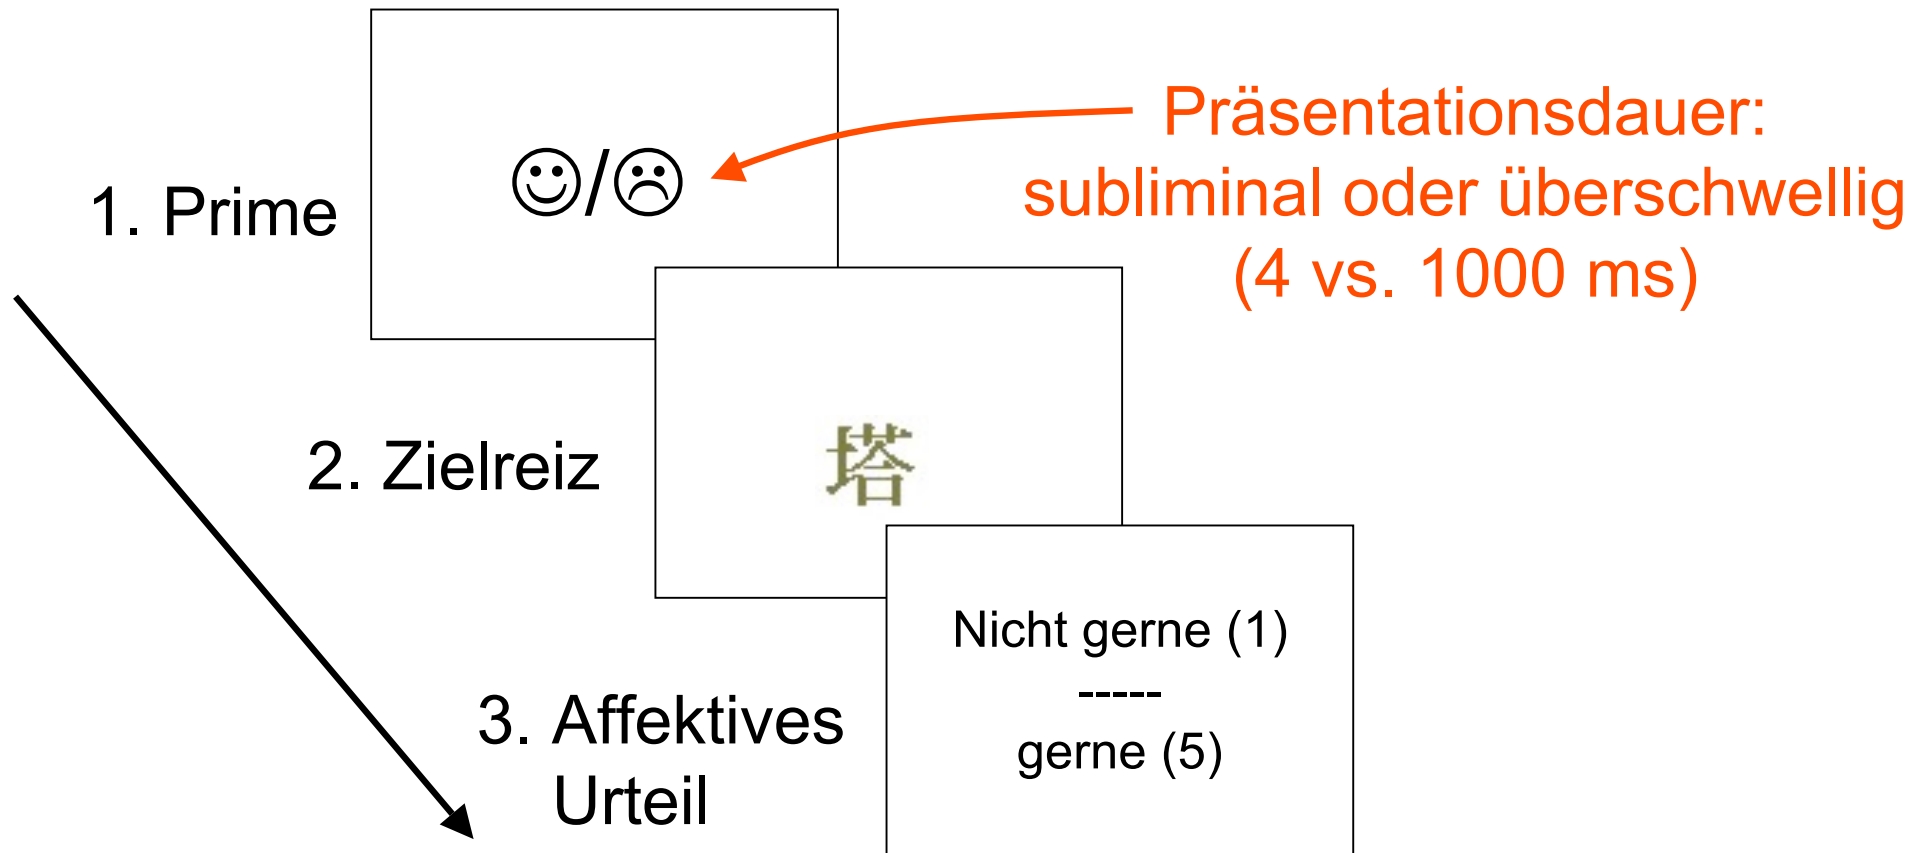 1. Prime
☺/☹
Präsentationsdauer:
subliminal oder überschwellig
(4 vs. 1000 ms)
2. Zielreiz
塔
3. Affektives
Urteil
Nicht gerne (1)
-----
gerne (5)